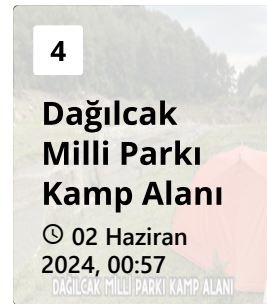 4
Dağılcak
Milli Parkı
Kamp Alanı
02 Haziran
2024, 00:57
DAĞILCAK MİLLİ PARKI KAMP ALANI